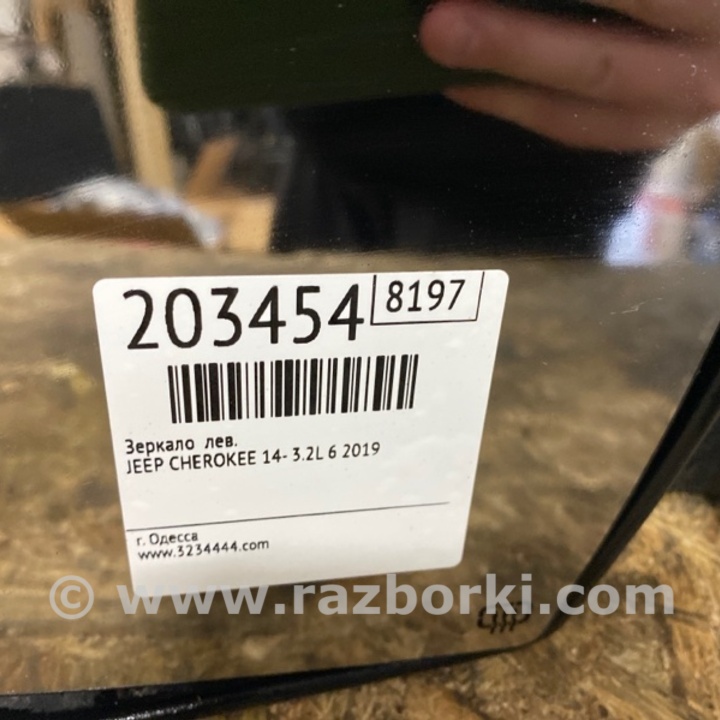 203454 8197
Зеркало лев.
JEEP CHEROKEE 14- 3.2L 6 2019
г. Одесса
www.3234444.com
© www.razborki.com